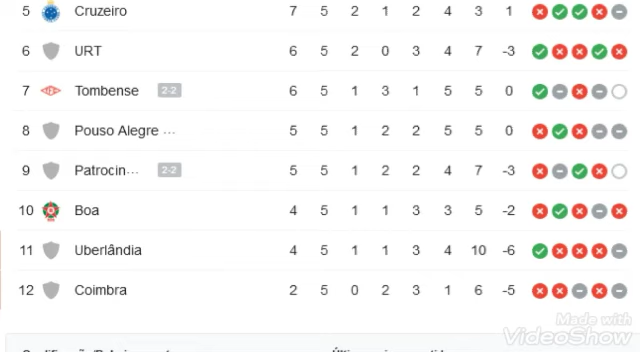 5 Cruzeiro 7 5 2 1 2 4 3 1
6 URT 6 5 2 0 3 4 7 -3
7 Tombense 2-2 6 5 1 3 1 5 5 0
8 Pouso Alegre ... 5 5 1 2 2 5 5 0
9 Patrocin... 2-2 5 5 1 2 2 4 7 -3
10 Boa 4 5 1 1 3 3 5 -2
11 Uberlândia 4 5 1 1 3 4 10 -6
12 Coimbra 2 5 0 2 3 1 6 -5
Made with
VideoShow